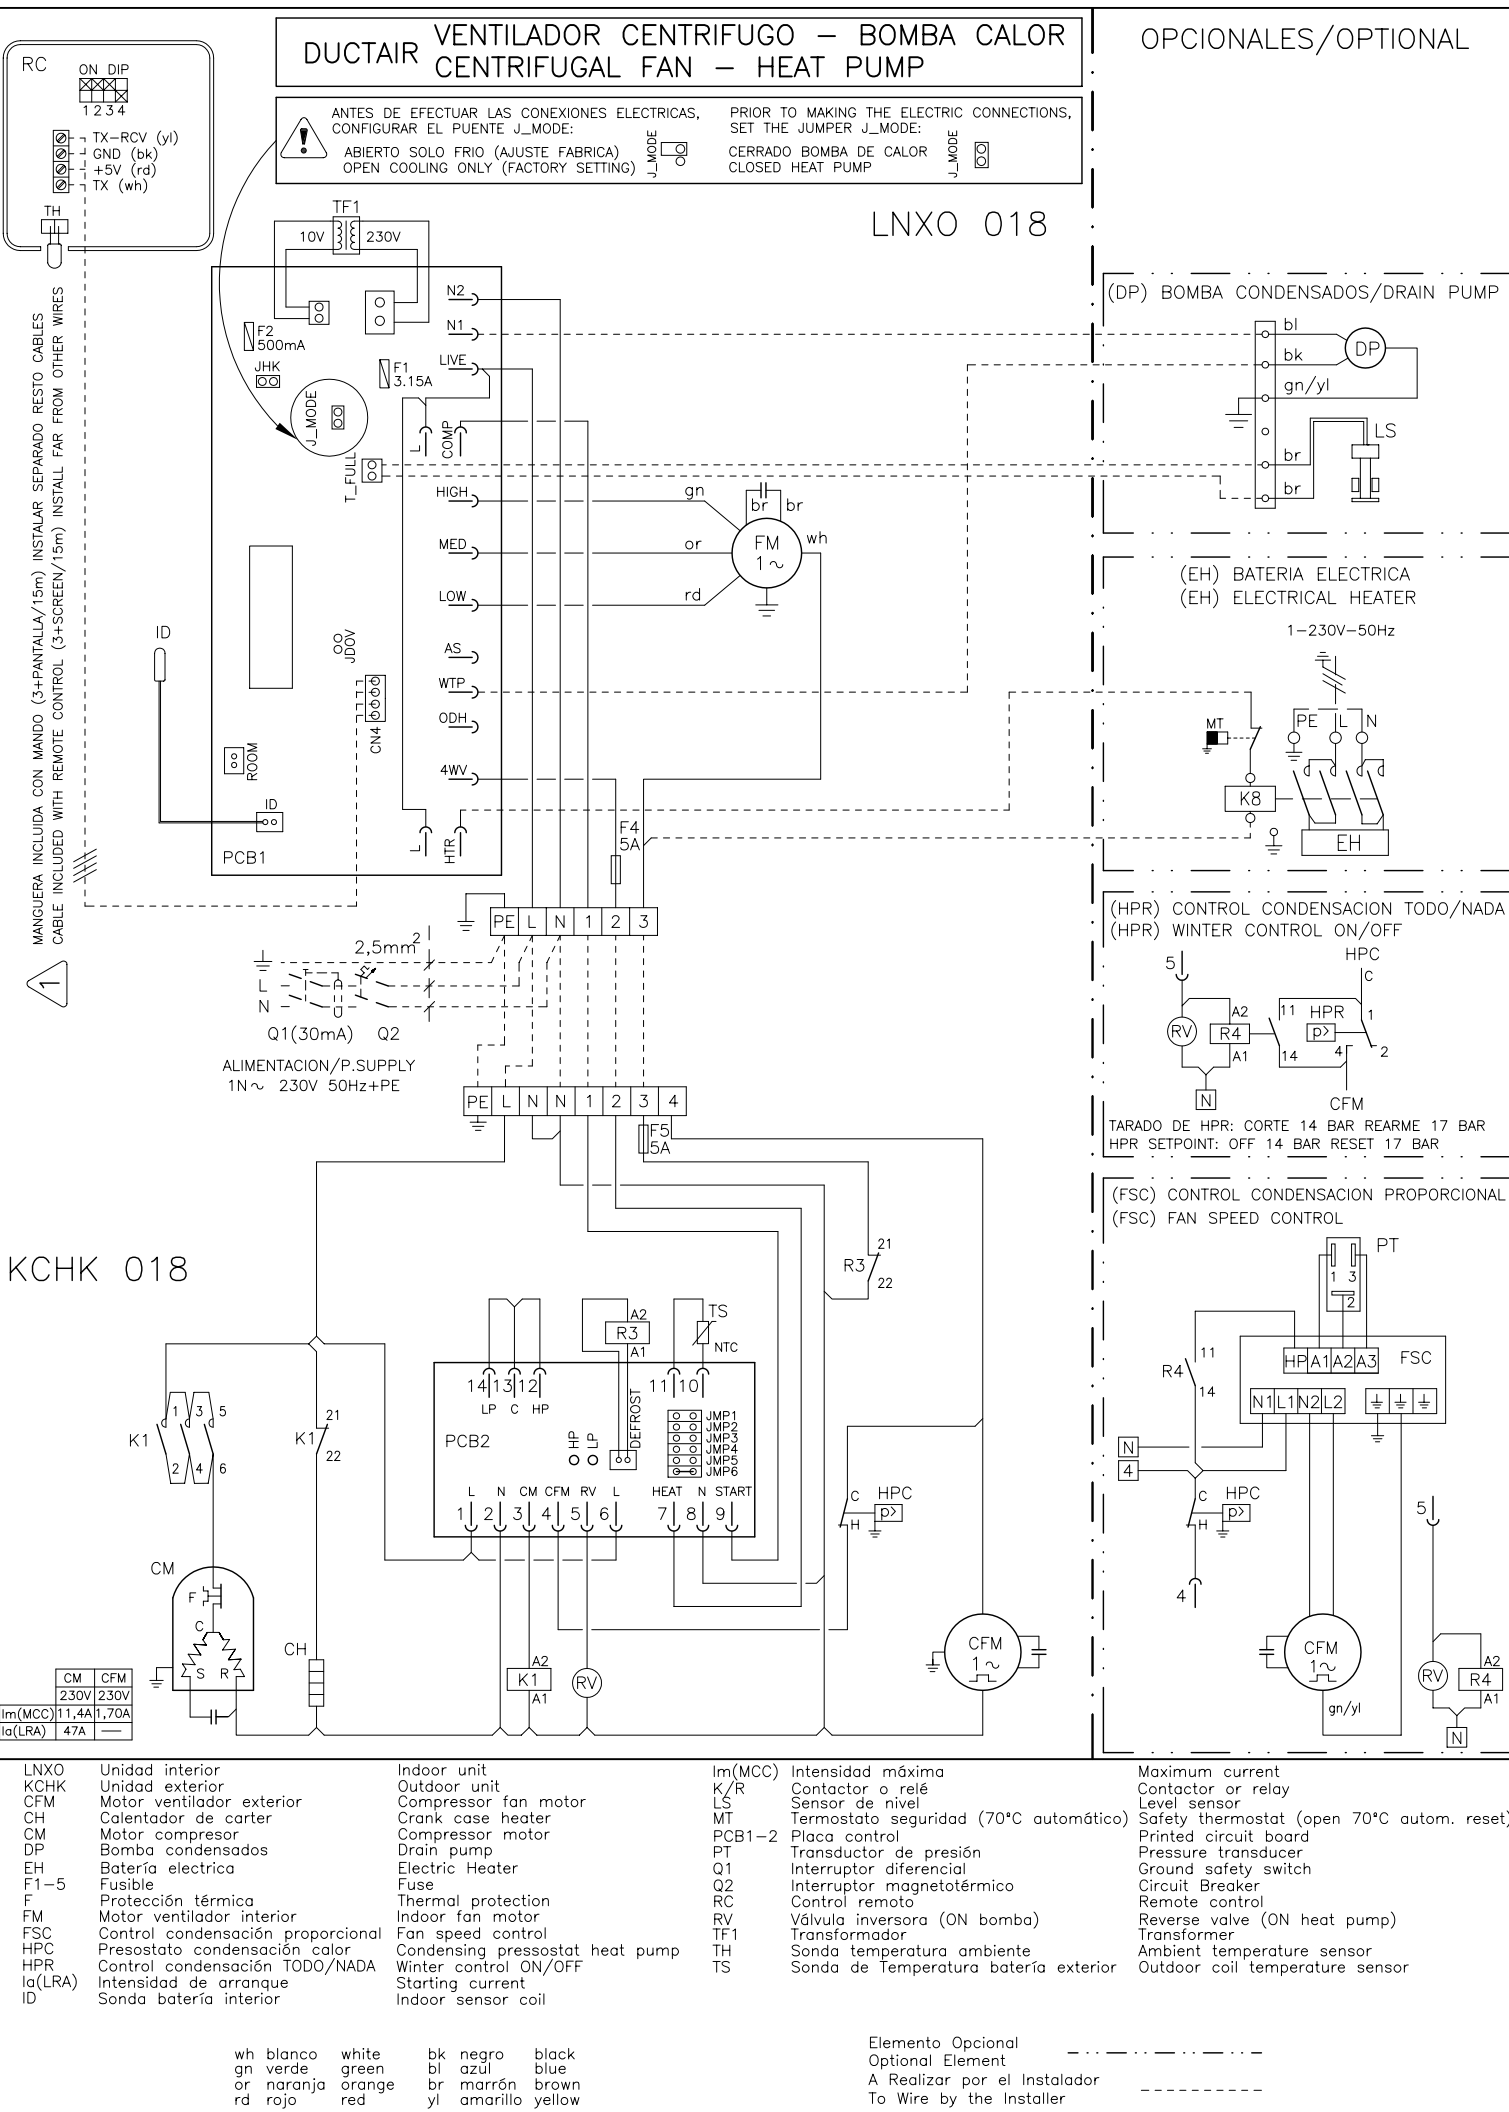 DUCTAIR
VENTILADOR CENTRIFUGO – BOMBA CALOR
CENTRIFUGAL FAN – HEAT PUMP
OPCIONALES/OPTIONAL
ANTES DE EFECTUAR LAS CONEXIONES ELECTRICAS,
CONFIGURAR EL PUENTE J_MODE:
ABIERTO SOLO FRIO (AJUSTE FABRICA)
OPEN COOLING ONLY (FACTORY SETTING)
J_MODE
PRIOR TO MAKING THE ELECTRIC CONNECTIONS,
SET THE JUMPER J_MODE:
CERRADO BOMBA DE CALOR
CLOSED HEAT PUMP
J_MODE
RC
ON DIP
1234
TX–RCV (yl)
GND (bk)
+5V (rd)
TX (wh)
TH
MANGUERA INCLUIDA CON MANDO (3+PANTALLA/15m) INSTALAR SEPARADO RESTO CABLES
CABLE INCLUDED WITH REMOTE CONTROL (3+SCREEN/15m) INSTALL FAR FROM OTHER WIRES
1
LNXO 018
TF1
10V
230V
F2
500mA
JHK
J_MODE
F1
3.15A
T_FULL
N2
N1
LIVE
L
COMP
HIGH
MED
LOW
AS
WTP
ODH
4WV
L
HTR
JDOV
CN4
ROOM
ID
ID
PCB1
gn
or
rd
br
br
wh
FM
1~
F4
5A
PE L N 1 2 3
2,5mm²
L
N
Q1(30mA)
Q2
ALIMENTACION/P.SUPPLY
1N~ 230V 50Hz+PE
PE L N N 1 2 3 4
F5
5A
KCHK 018
R3
21
22
A2
R3
A1
TS
NTC
14 13 12
LP C HP
11 10
PCB2
HP
LP
DEFROST
JMP1
JMP2
JMP3
JMP4
JMP5
JMP6
L N CM CFM RV L
HEAT N START
1 2 3 4 5 6
7 8 9
K1
1 3 5
2 4 6
K1
21
22
C
HPC
p>
H
CM
F
C
S R
CH
A2
K1
A1
RV
CFM
1~
CM CFM
230V 230V
Im(MCC) 11,4A 1,70A
Ia(LRA) 47A —
(DP) BOMBA CONDENSADOS/DRAIN PUMP
bl
bk
gn/yl
DP
LS
br
br
(EH) BATERIA ELECTRICA
(EH) ELECTRICAL HEATER
1–230V–50Hz
MT
PE L N
K8
EH
(HPR) CONTROL CONDENSACION TODO/NADA
(HPR) WINTER CONTROL ON/OFF
5
HPC
C
RV
A2
R4
A1
11
14
HPR
p>
1
4
2
N
CFM
TARADO DE HPR: CORTE 14 BAR REARME 17 BAR
HPR SETPOINT: OFF 14 BAR RESET 17 BAR
(FSC) CONTROL CONDENSACION PROPORCIONAL
(FSC) FAN SPEED CONTROL
PT
1 3
2
R4
11
14
HP A1 A2 A3
FSC
N1 L1 N2 L2
N
4
C
HPC
p>
H
4
5
CFM
1~
gn/yl
RV
A2
R4
A1
N
LNXO Unidad interior Indoor unit
KCHK Unidad exterior Outdoor unit
CFM Motor ventilador exterior Compressor fan motor
CH Calentador de carter Crank case heater
CM Motor compresor Compressor motor
DP Bomba condensados Drain pump
EH Batería electrica Electric Heater
F1–5 Fusible Fuse
F Protección térmica Thermal protection
FM Motor ventilador interior Indoor fan motor
FSC Control condensación proporcional Fan speed control
HPC Presostato condensación calor Condensing pressostat heat pump
HPR Control condensación TODO/NADA Winter control ON/OFF
Ia(LRA) Intensidad de arranque Starting current
ID Sonda batería interior Indoor sensor coil
Im(MCC) Intensidad máxima Maximum current
K/R Contactor o relé Contactor or relay
LS Sensor de nivel Level sensor
MT Termostato seguridad (70°C automático) Safety thermostat (open 70°C autom. reset)
PCB1–2 Placa control Printed circuit board
PT Transductor de presión Pressure transducer
Q1 Interruptor diferencial Ground safety switch
Q2 Interruptor magnetotérmico Circuit Breaker
RC Control remoto Remote control
RV Válvula inversora (ON bomba) Reverse valve (ON heat pump)
TF1 Transformador Transformer
TH Sonda temperatura ambiente Ambient temperature sensor
TS Sonda de Temperatura batería exterior Outdoor coil temperature sensor
wh blanco white bk negro black
gn verde green bl azul blue
or naranja orange br marrón brown
rd rojo red yl amarillo yellow
Elemento Opcional
Optional Element
A Realizar por el Instalador
To Wire by the Installer